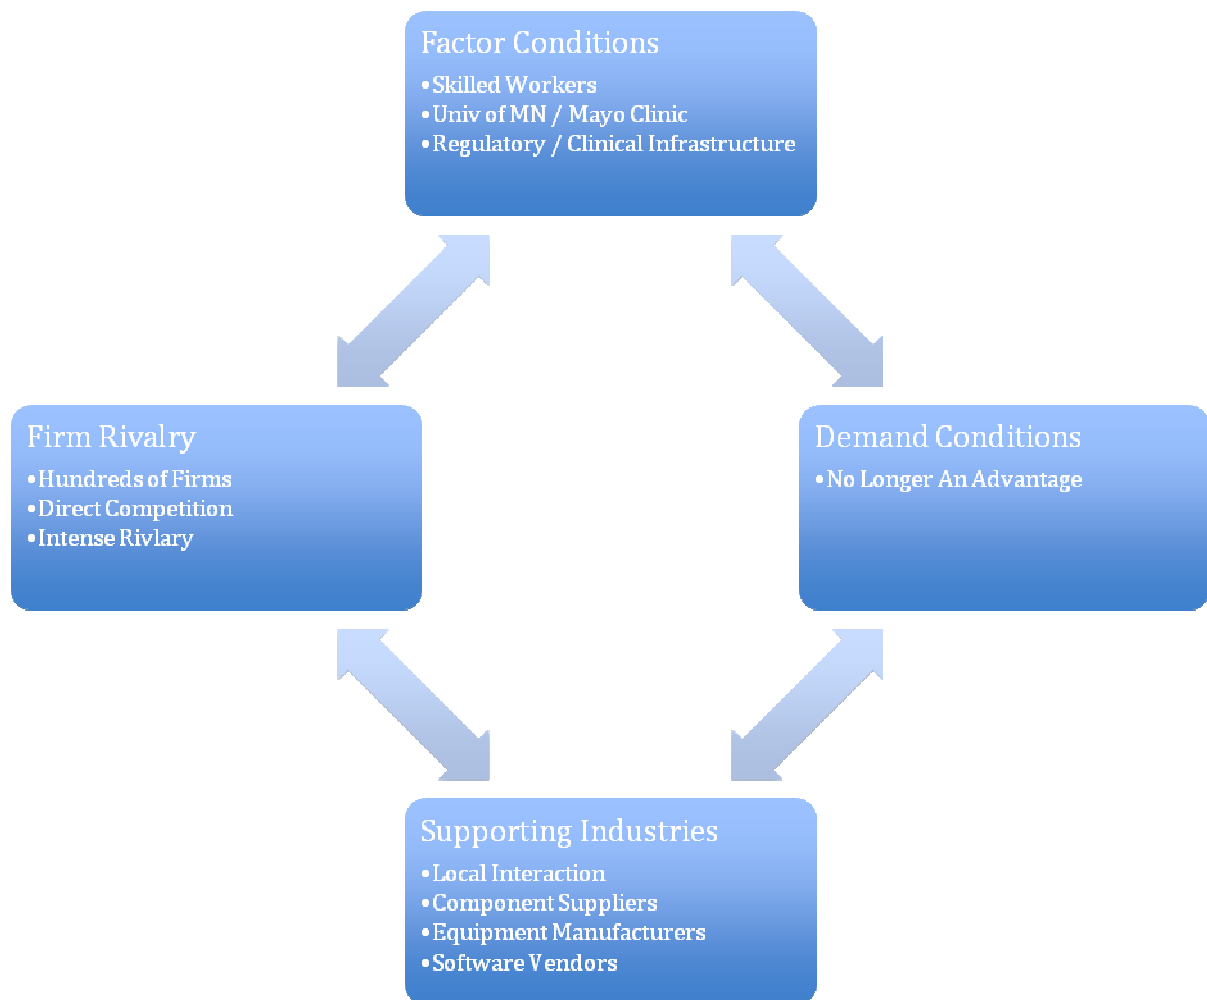 Factor Conditions
•Skilled Workers
•Univ of MN / Mayo Clinic
•Regulatory / Clinical Infrastructure
Firm Rivalry
•Hundreds of Firms
•Direct Competition
•Intense Rivlary
Demand Conditions
•No Longer An Advantage
Supporting Industries
•Local Interaction
•Component Suppliers
•Equipment Manufacturers
•Software Vendors